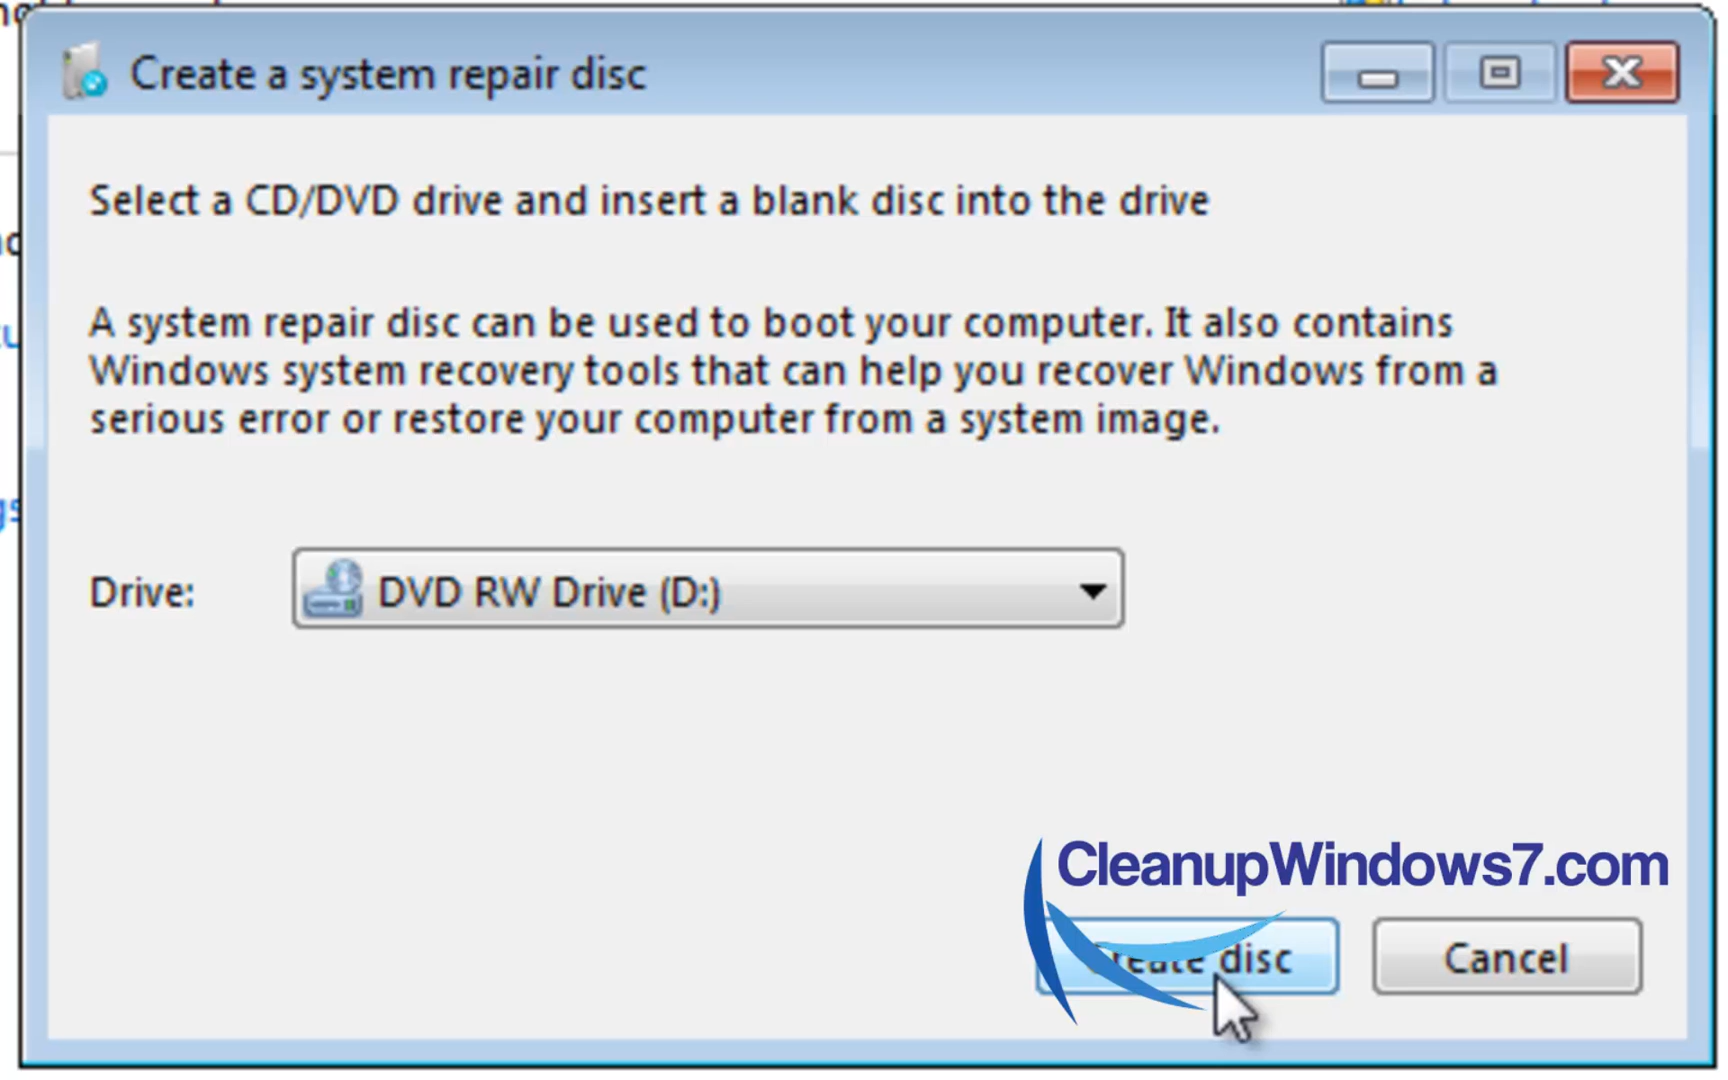 Create a system repair disc
Select a CD/DVD drive and insert a blank disc into the drive
A system repair disc can be used to boot your computer. It also contains
Windows system recovery tools that can help you recover Windows from a
serious error or restore your computer from a system image.
Drive:
DVD RW Drive (D:)
CleanupWindows7.com
Create disc
Cancel